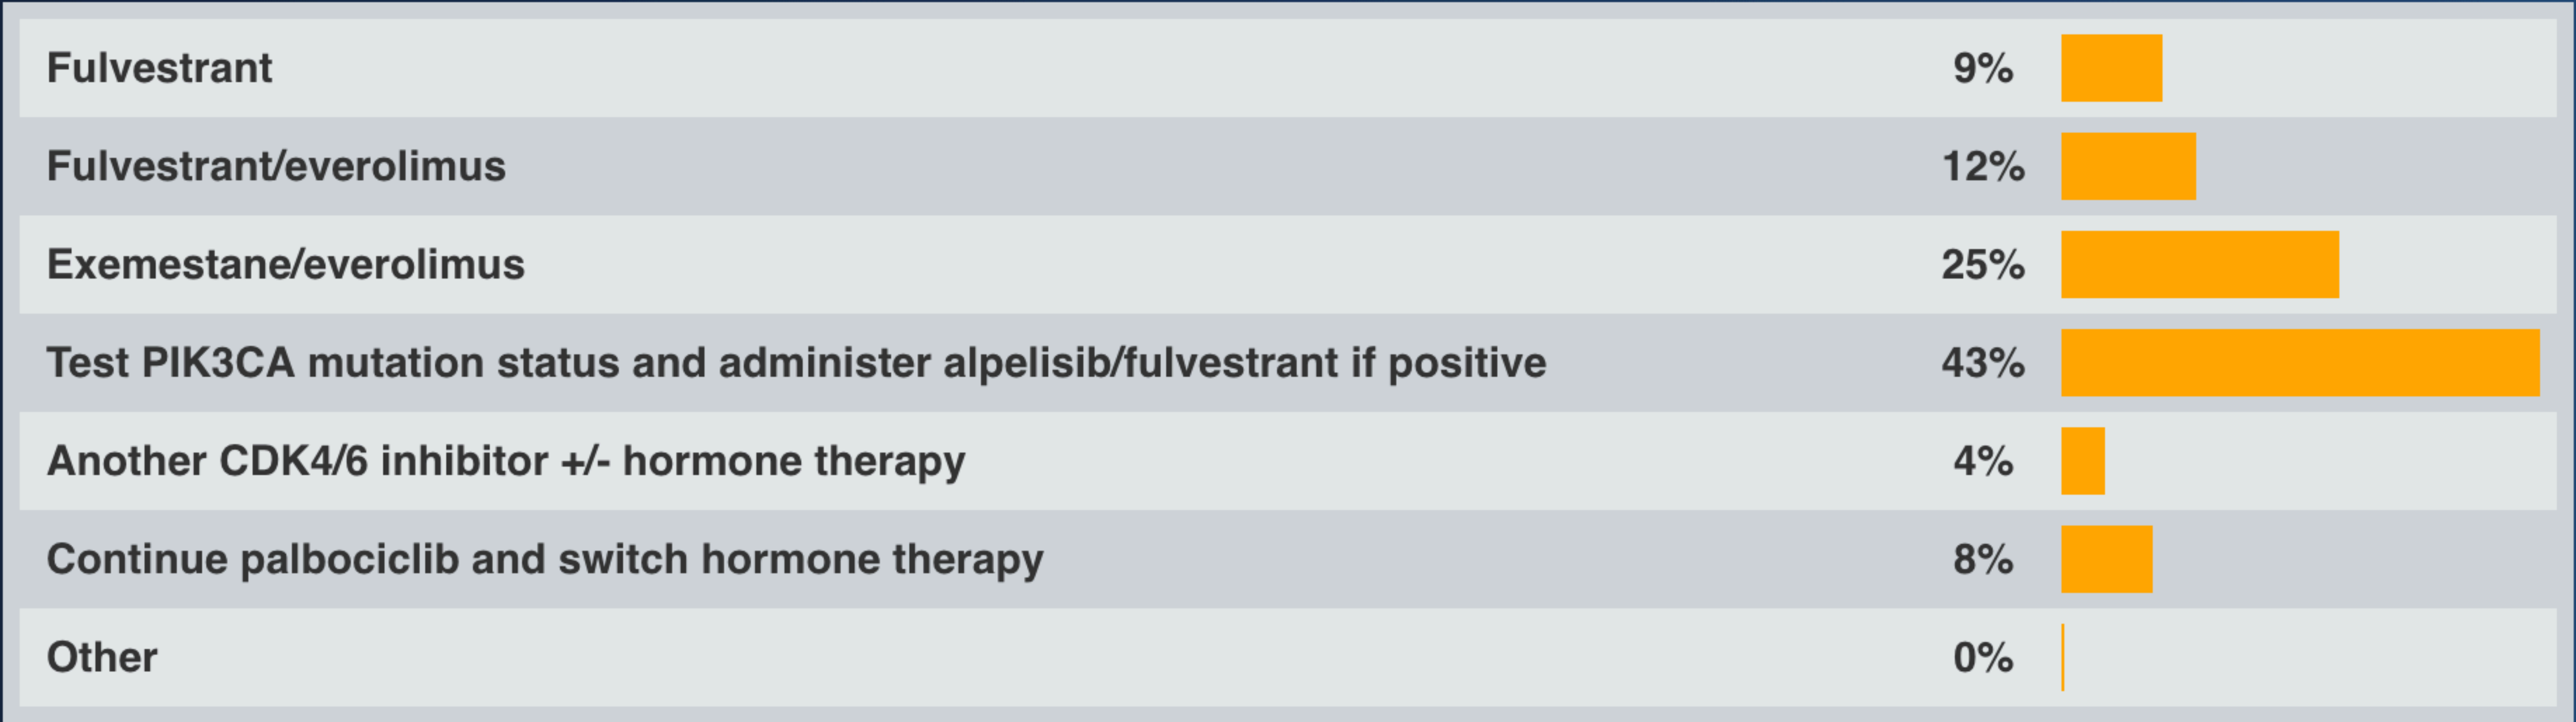 Fulvestrant 9%
Fulvestrant/everolimus 12%
Exemestane/everolimus 25%
Test PIK3CA mutation status and administer alpelisib/fulvestrant if positive 43%
Another CDK4/6 inhibitor +/- hormone therapy 4%
Continue palbociclib and switch hormone therapy 8%
Other 0%